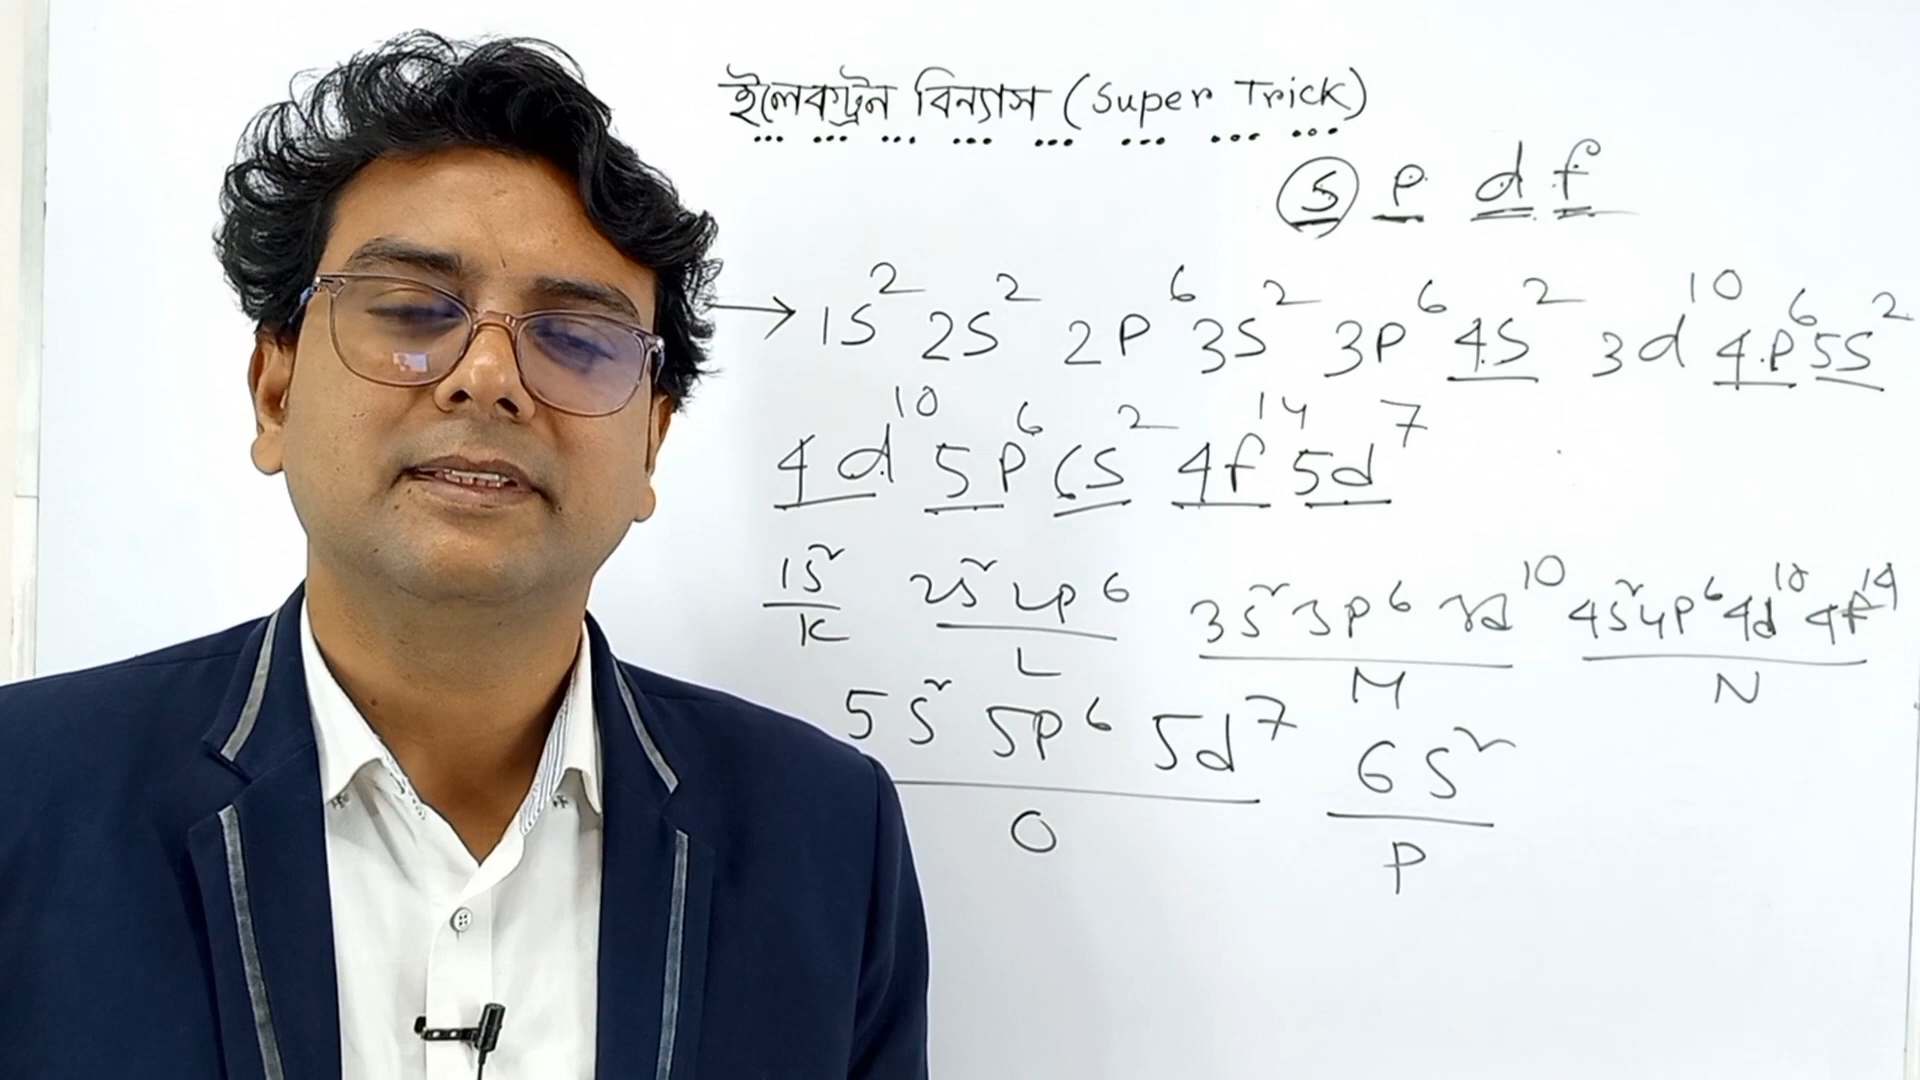 ইলেকট্রন বিন্যাস (Super Trick)
s p d f
→ 1s² 2s² 2p⁶ 3s² 3p⁶ 4s² 3d¹⁰ 4p⁶ 5s²
4d¹⁰ 5p⁶ 6s² 4f¹⁴ 5d⁷
1s² 2s² 2p⁶ 3s² 3p⁶ 3d¹⁰ 4s² 4p⁶ 4d¹⁰ 4f¹⁴
K L M N
5s² 5p⁶ 5d⁷ 6s²
O P